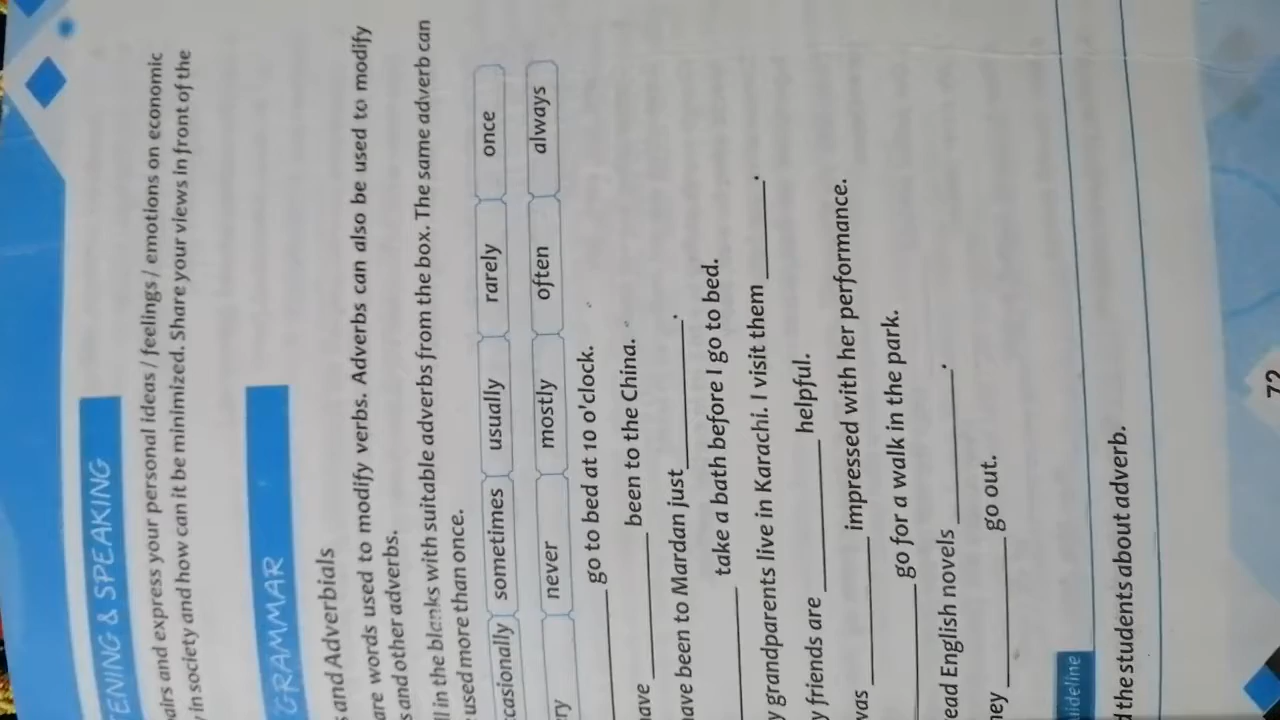 TENING & SPEAKING
airs and express your personal ideas / feelings / emotions on economic
in society and how can it be minimized. Share your views in front of the
GRAMMAR
s and Adverbials
are words used to modify verbs. Adverbs can also be used to modify
s and other adverbs.
ll in the blanks with suitable adverbs from the box. The same adverb can
used more than once.
ccasionally sometimes usually rarely once
ry never mostly often always
go to bed at 10 o'clock.
have been to the China.
have been to Mardan just .
take a bath before I go to bed.
y grandparents live in Karachi. I visit them .
y friends are helpful.
was impressed with her performance.
go for a walk in the park.
ead English novels .
hey go out.
uideline
d the students about adverb.
72